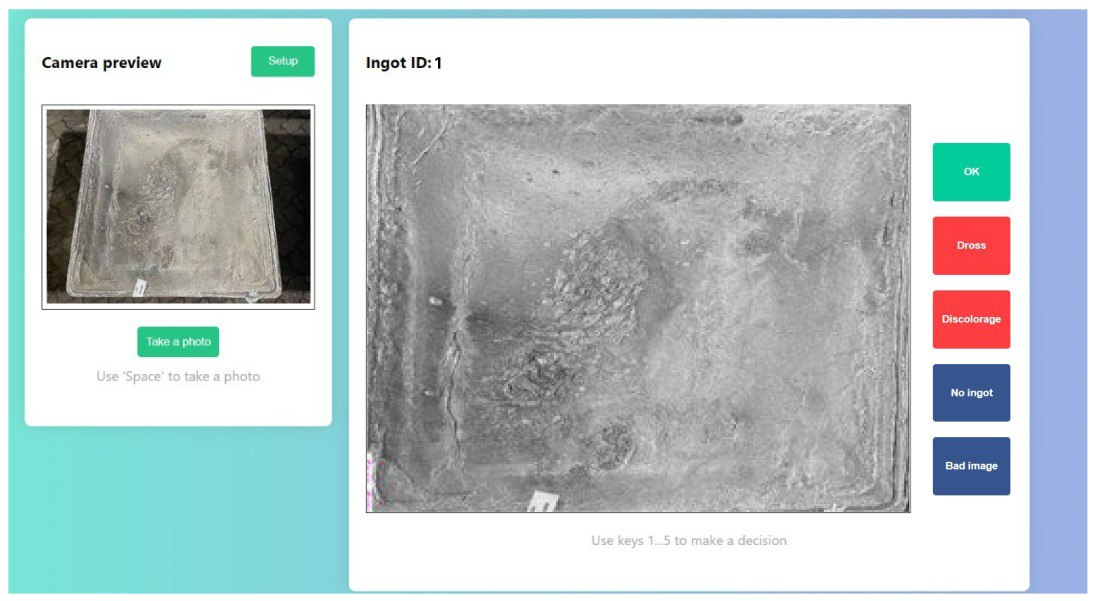 Camera preview
Setup
Take a photo
Use 'Space' to take a photo
Ingot ID: 1
OK
Dross
Discolorage
No ingot
Bad image
Use keys 1...5 to make a decision